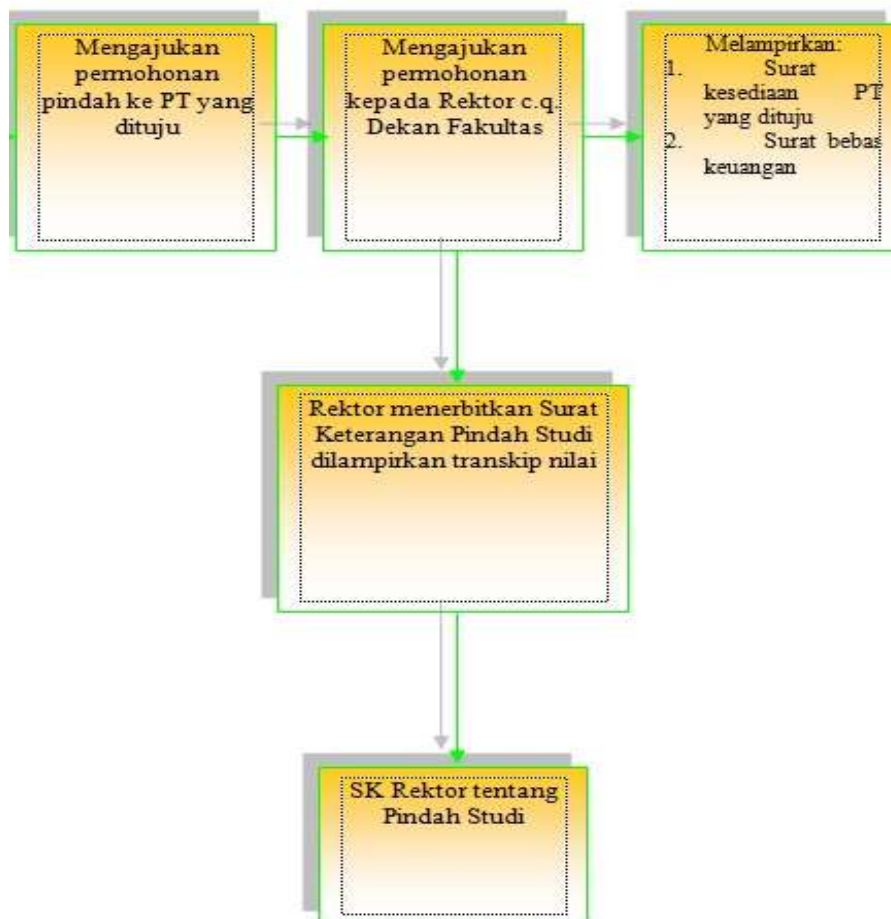 Mengajukan
permohonan
pindah ke PT yang
dituju
Mengajukan
permohonan
kepada Rektor c.q.
Dekan Fakultas
Melampirkan:
1. Surat
kesediaan PT
yang dituju
2. Surat bebas
keuangan
Rektor menerbitkan Surat
Keterangan Pindah Studi
dilampirkan transkip nilai
SK Rektor tentang
Pindah Studi